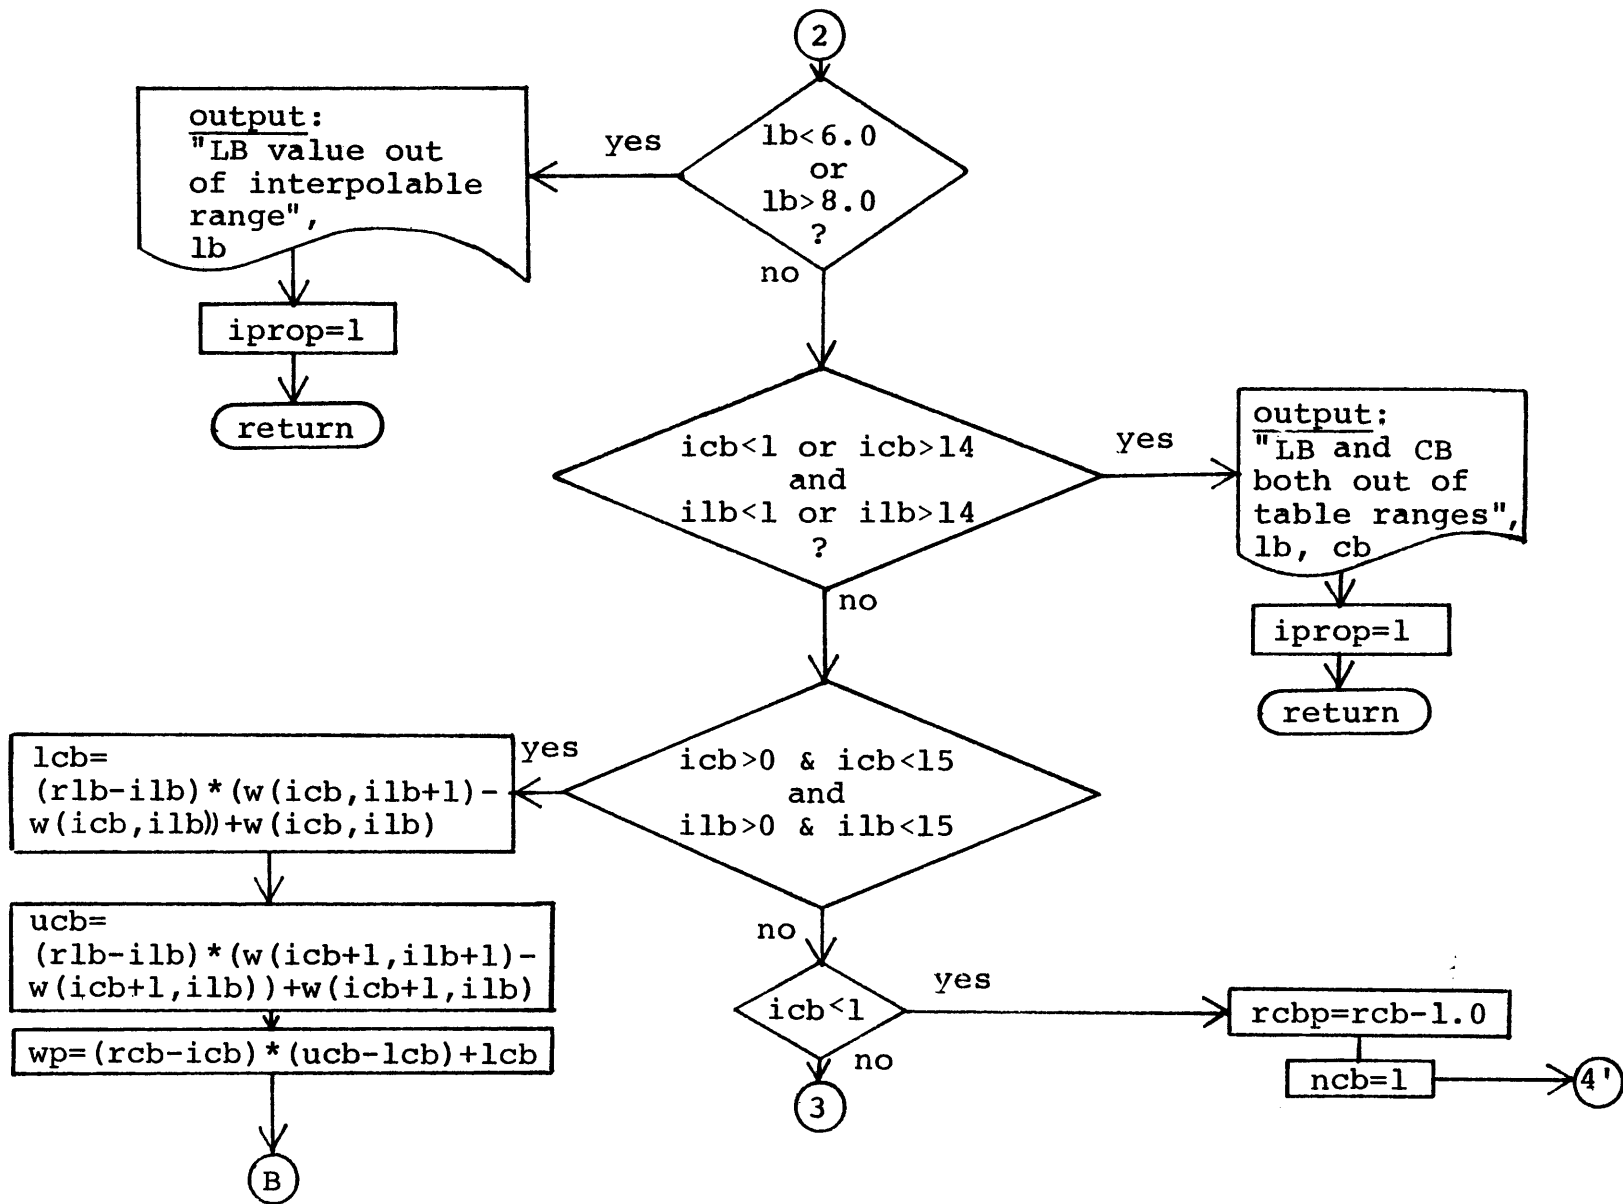 2
lb<6.0
or
lb>8.0
?
yes
no
output:
"LB value out
of interpolable
range",
lb
iprop=1
return
icb<1 or icb>14
and
ilb<1 or ilb>14
?
yes
no
output:
"LB and CB
both out of
table ranges",
lb, cb
iprop=1
return
icb>0 & icb<15
and
ilb>0 & ilb<15
yes
no
lcb=
(rlb-ilb)*(w(icb,ilb+1)-
w(icb,ilb))+w(icb,ilb)
ucb=
(rlb-ilb)*(w(icb+1,ilb+1)-
w(icb+1,ilb))+w(icb+1,ilb)
wp=(rcb-icb)*(ucb-lcb)+lcb
B
icb<1
yes
no
3
rcbp=rcb-1.0
ncb=1
4'